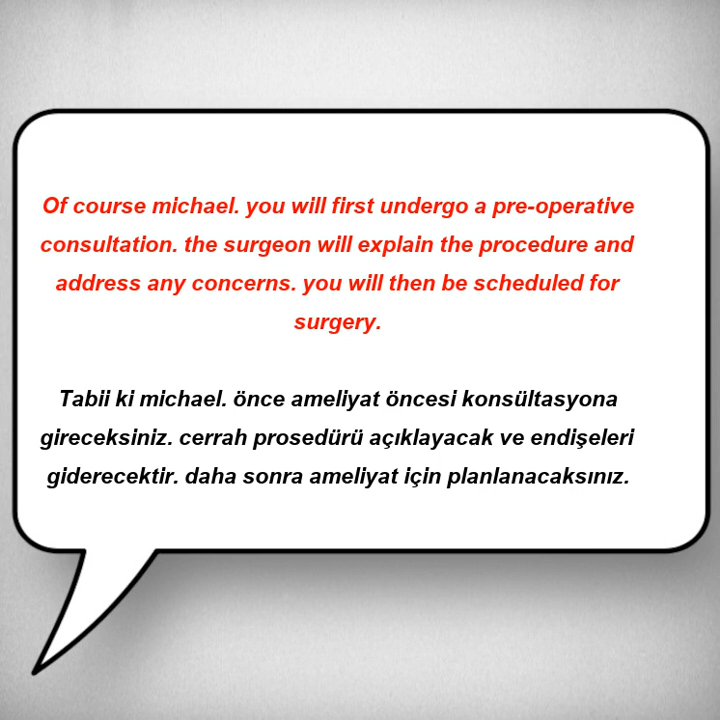 Of course michael. you will first undergo a pre-operative
consultation. the surgeon will explain the procedure and
address any concerns. you will then be scheduled for
surgery.
Tabii ki michael. önce ameliyat öncesi konsültasyona
gireceksiniz. cerrah prosedürü açıklayacak ve endişeleri
giderecektir. daha sonra ameliyat için planlanacaksınız.